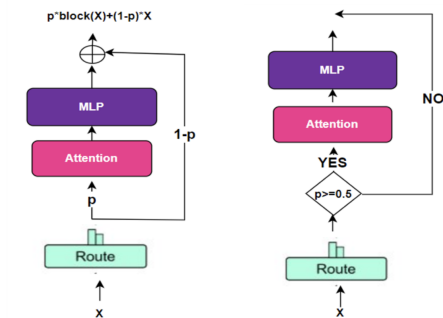 p*block(X)+(1-p)*X
MLP
Attention
1-p
p
Route
X
MLP
NO
Attention
YES
p>=0.5
Route
X